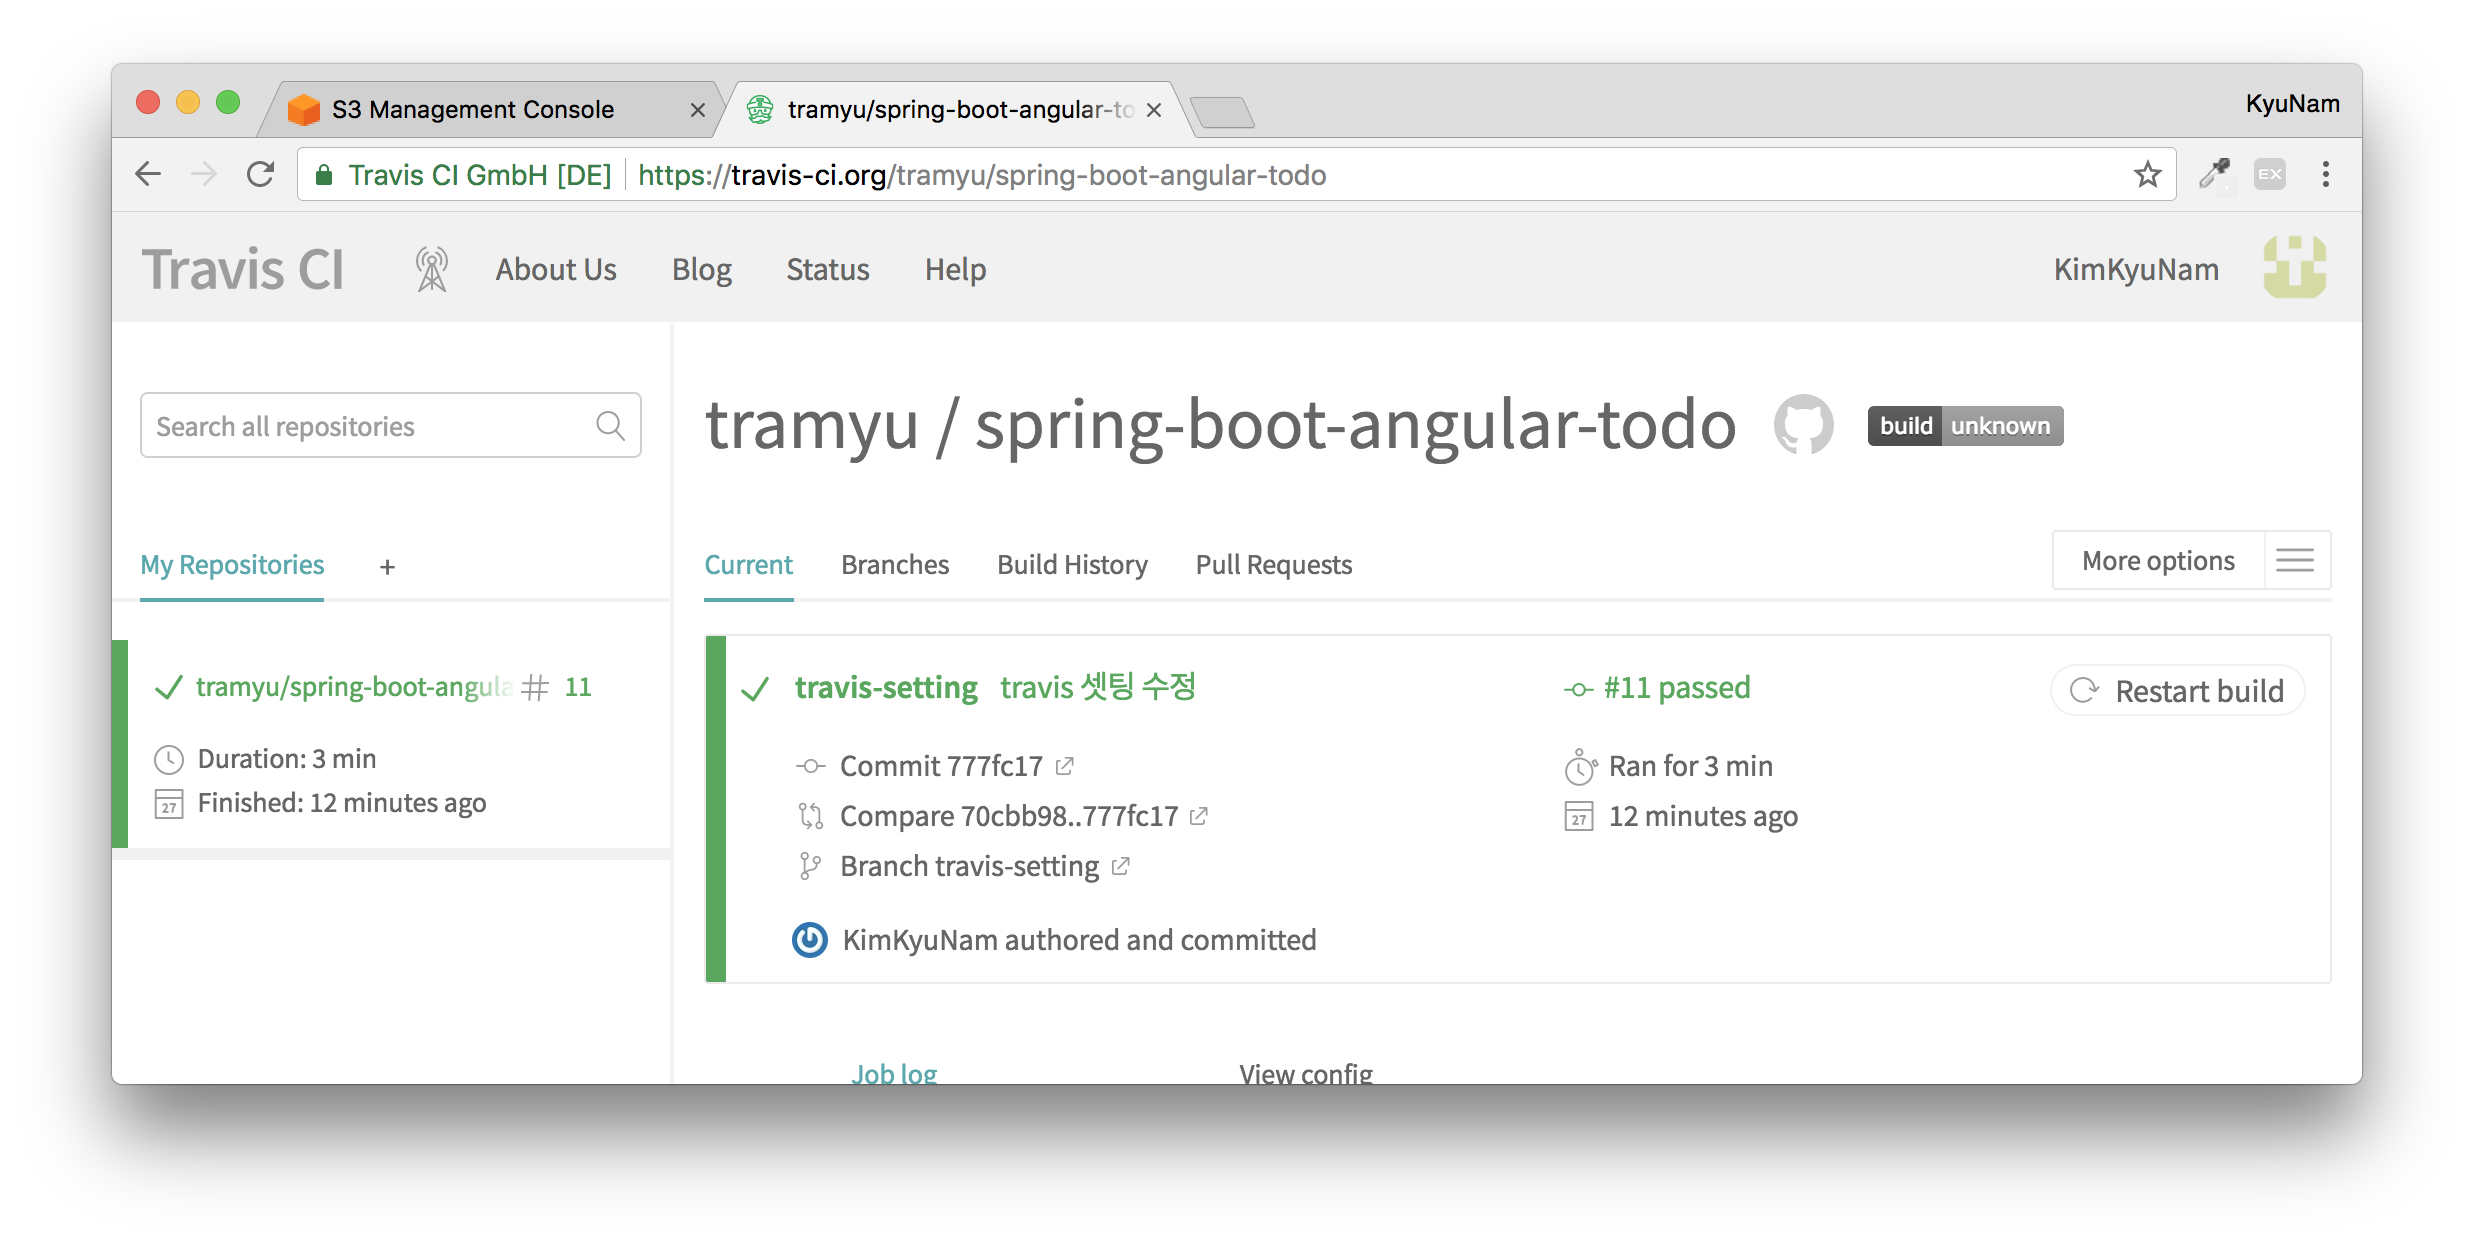 S3 Management Console
tramyu/spring-boot-angular-to
KyuNam
Travis CI GmbH [DE] https://travis-ci.org/tramyu/spring-boot-angular-todo
EX
Travis CI About Us Blog Status Help KimKyuNam
Search all repositories
tramyu / spring-boot-angular-todo build unknown
My Repositories +
Current Branches Build History Pull Requests More options
tramyu/spring-boot-angula # 11
Duration: 3 min
27 Finished: 12 minutes ago
travis-setting travis 셋팅 수정 #11 passed Restart build
Commit 777fc17 Ran for 3 min
Compare 70cbb98..777fc17 27 12 minutes ago
Branch travis-setting
KimKyuNam authored and committed
Job log View config